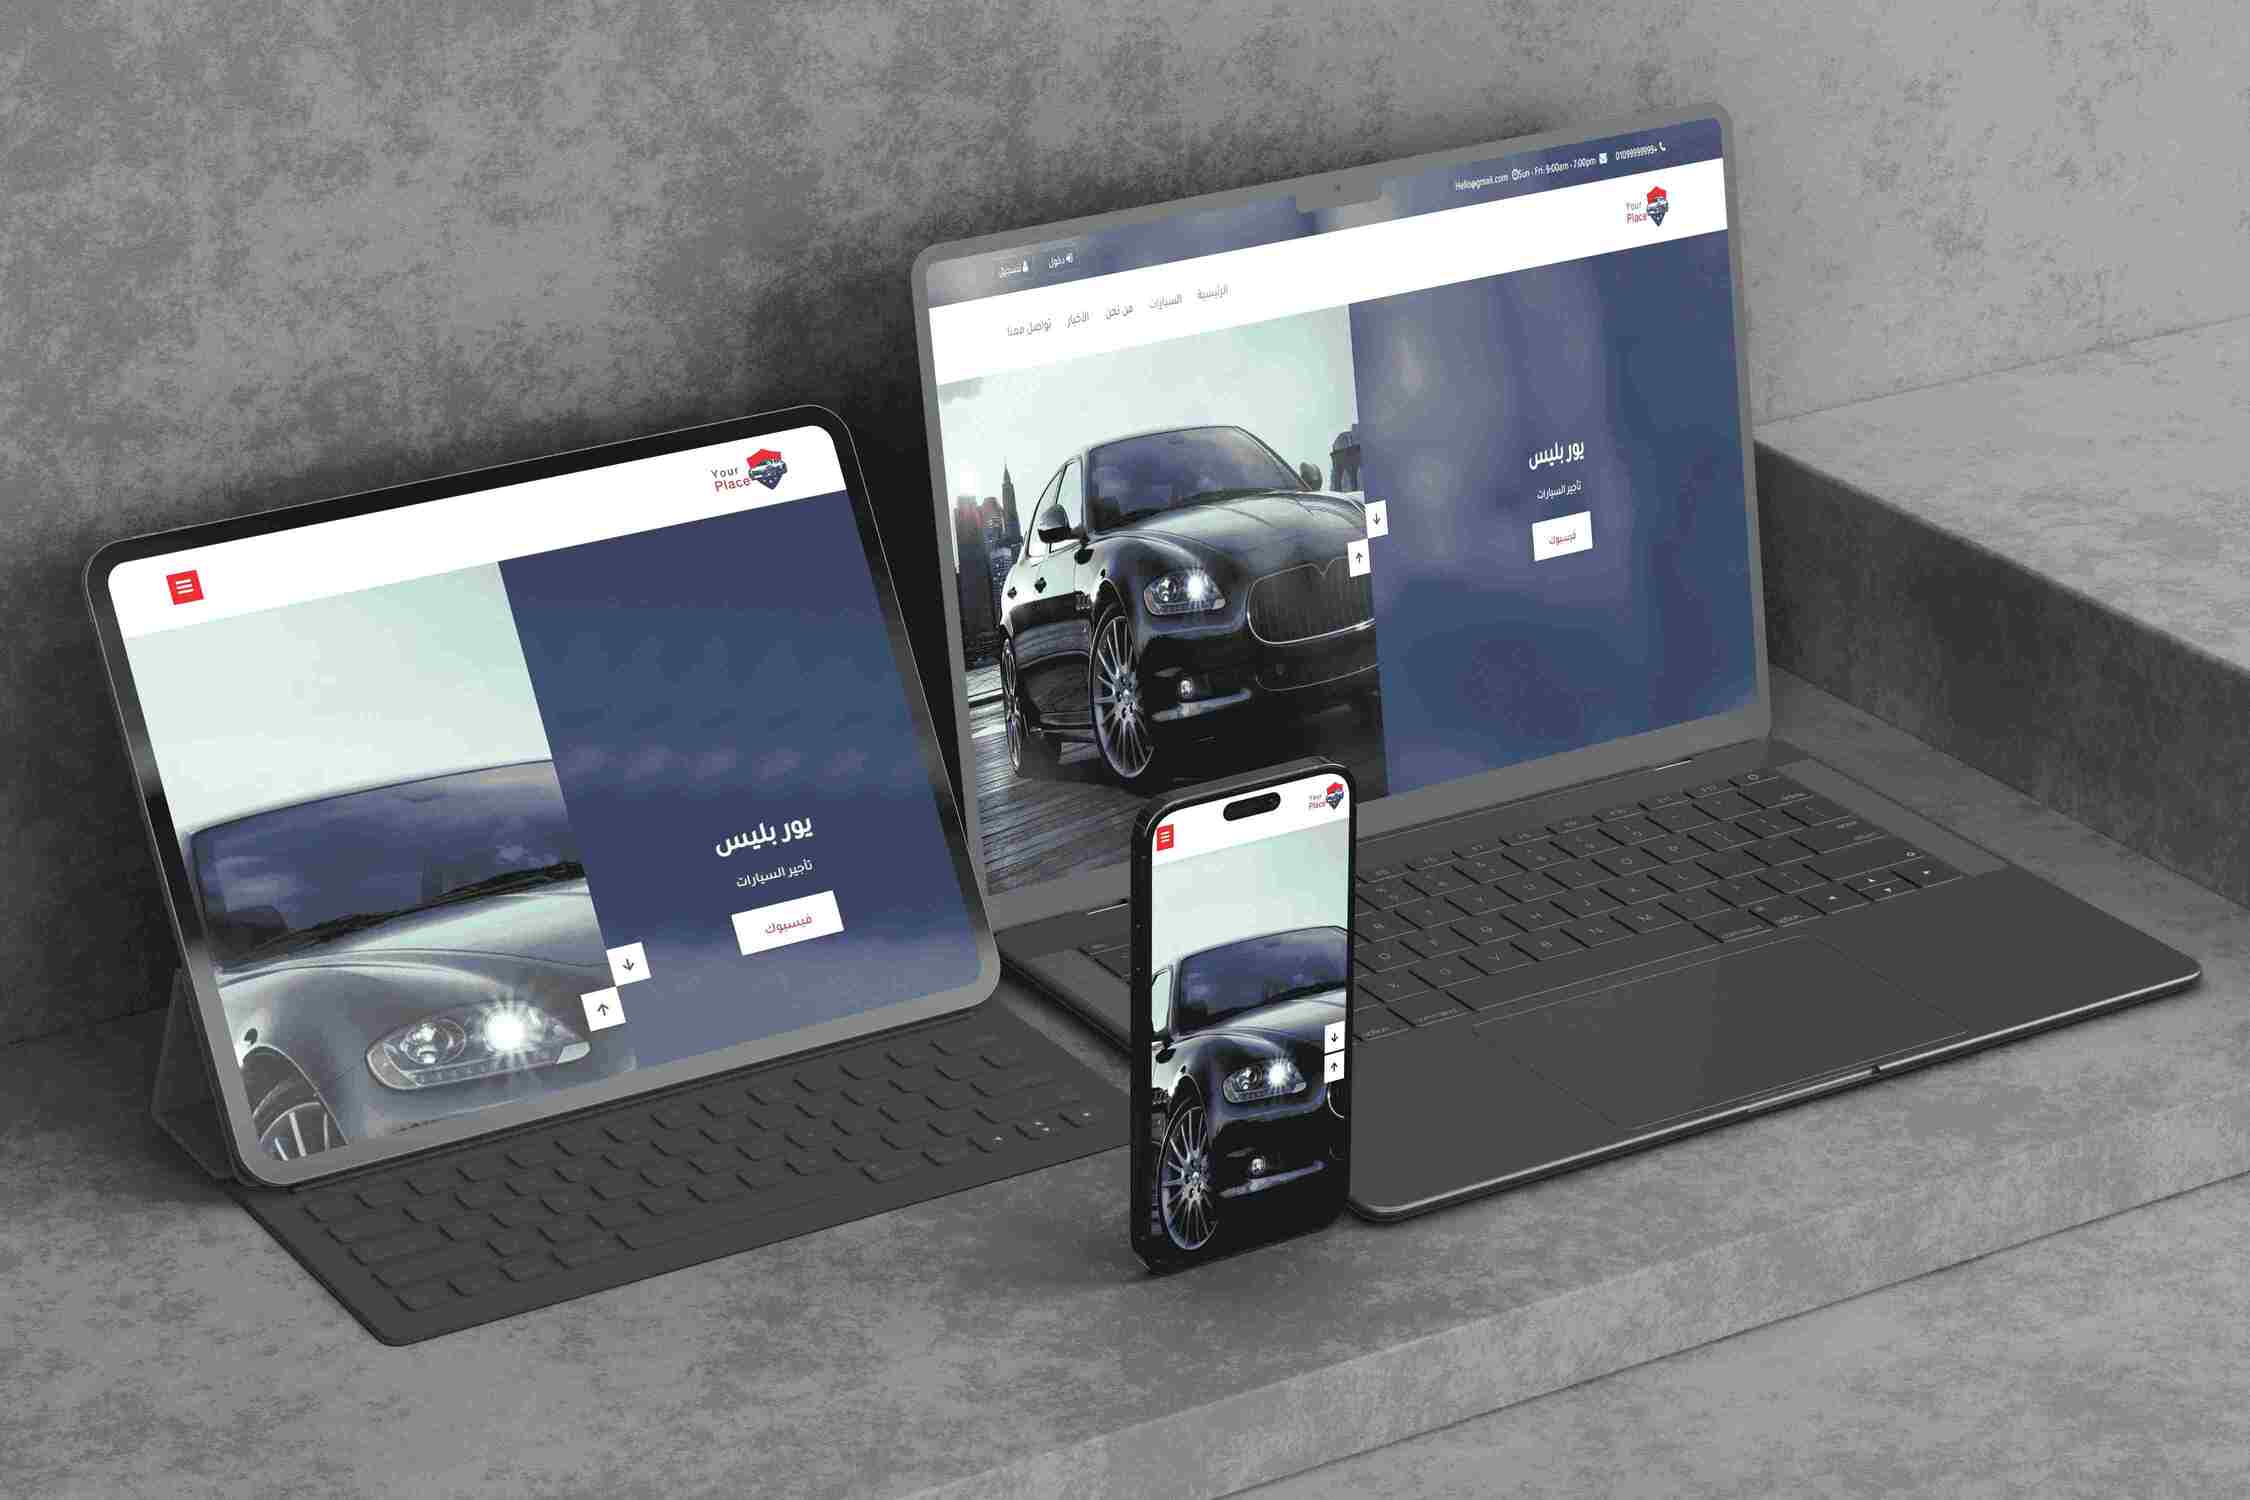 Your
Place
يور بليس
تأجير السيارات
فيسبوك
+01099999999
Hello@gmail.com Sun - Fri: 9:00am - 7:00pm
دخول
تسجيل
Your
Place
الرئيسية السيارات من نحن الأخبار تواصل معنا
يور بليس
تأجير السيارات
فيسبوك
Your
Place